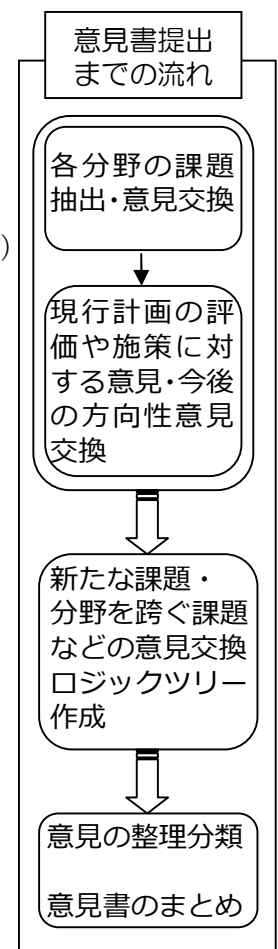 意見書提出
までの流れ
各分野の課題
抽出・意見交換
）
現行計画の評
価や施策に対
する意見・今後
の方向性意見
交換
新たな課題・
分野を跨ぐ課題
などの意見交換
ロジックツリー
作成
意見の整理分類
意見書のまとめ